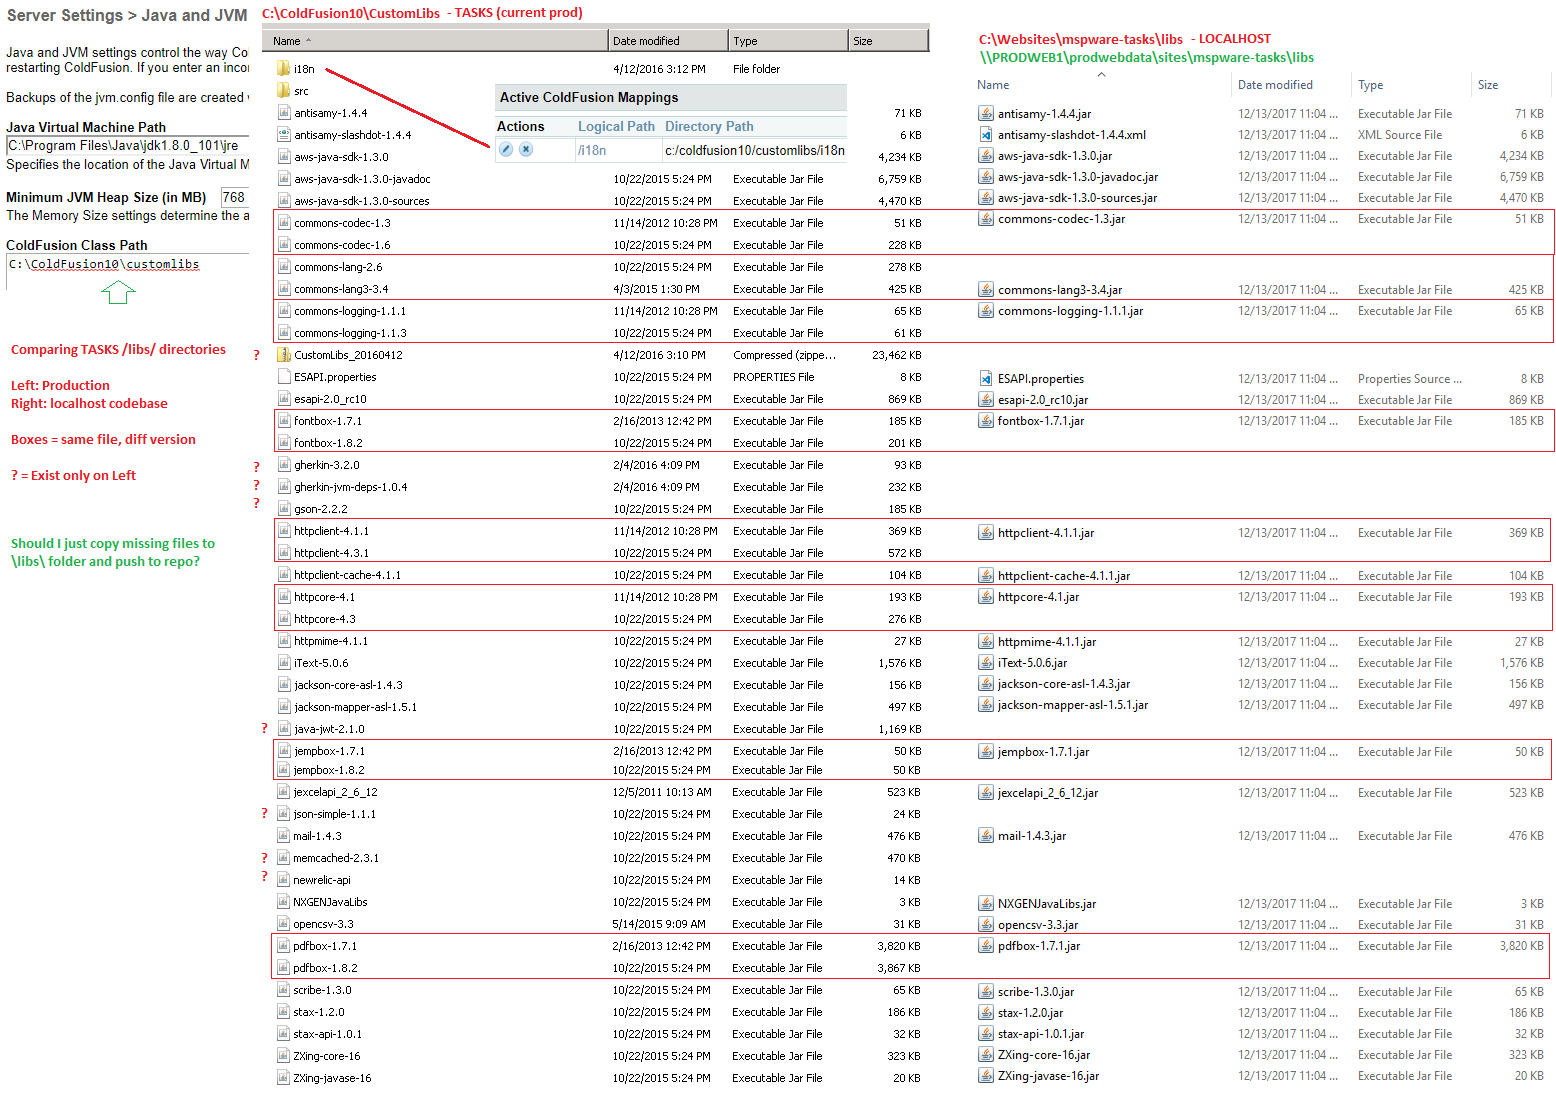 Server Settings > Java and JVM
Java and JVM settings control the way Co
restarting ColdFusion. If you enter an incor
Backups of the jvm.config file are created
Java Virtual Machine Path
C:\Program Files\Java\jdk1.8.0_101\jre
Specifies the location of the Java Virtual M
Minimum JVM Heap Size (in MB) 768
The Memory Size settings determine the a
ColdFusion Class Path
C:\ColdFusion10\customlibs
Comparing TASKS /libs/ directories
Left: Production
Right: localhost codebase
Boxes = same file, diff version
? = Exist only on Left
Should I just copy missing files to
\libs\ folder and push to repo?
C:\ColdFusion10\CustomLibs - TASKS (current prod)
Name Date modified Type Size
i18n 4/12/2016 3:12 PM File folder
src
antisamy-1.4.4 71 KB
antisamy-slashdot-1.4.4 6 KB
aws-java-sdk-1.3.0 4,234 KB
aws-java-sdk-1.3.0-javadoc 10/22/2015 5:24 PM Executable Jar File 6,759 KB
aws-java-sdk-1.3.0-sources 10/22/2015 5:24 PM Executable Jar File 4,470 KB
commons-codec-1.3 11/14/2012 10:28 PM Executable Jar File 51 KB
commons-codec-1.6 10/22/2015 5:24 PM Executable Jar File 228 KB
commons-lang-2.6 10/22/2015 5:24 PM Executable Jar File 278 KB
commons-lang3-3.4 4/3/2015 1:30 PM Executable Jar File 425 KB
commons-logging-1.1.1 11/14/2012 10:28 PM Executable Jar File 65 KB
commons-logging-1.1.3 10/22/2015 5:24 PM Executable Jar File 61 KB
? CustomLibs_20160412 4/12/2016 3:10 PM Compressed (zippe... 23,462 KB
ESAPI.properties 10/22/2015 5:24 PM PROPERTIES File 8 KB
esapi-2.0_rc10 10/22/2015 5:24 PM Executable Jar File 869 KB
fontbox-1.7.1 2/16/2013 12:42 PM Executable Jar File 185 KB
fontbox-1.8.2 10/22/2015 5:24 PM Executable Jar File 201 KB
? gherkin-3.2.0 2/4/2016 4:09 PM Executable Jar File 93 KB
? gherkin-jvm-deps-1.0.4 2/4/2016 4:09 PM Executable Jar File 232 KB
? gson-2.2.2 10/22/2015 5:24 PM Executable Jar File 185 KB
httpclient-4.1.1 11/14/2012 10:28 PM Executable Jar File 369 KB
httpclient-4.3.1 10/22/2015 5:24 PM Executable Jar File 572 KB
httpclient-cache-4.1.1 10/22/2015 5:24 PM Executable Jar File 104 KB
httpcore-4.1 11/14/2012 10:28 PM Executable Jar File 193 KB
httpcore-4.3 10/22/2015 5:24 PM Executable Jar File 276 KB
httpmime-4.1.1 10/22/2015 5:24 PM Executable Jar File 27 KB
iText-5.0.6 10/22/2015 5:24 PM Executable Jar File 1,576 KB
jackson-core-asl-1.4.3 10/22/2015 5:24 PM Executable Jar File 156 KB
jackson-mapper-asl-1.5.1 10/22/2015 5:24 PM Executable Jar File 497 KB
? java-jwt-2.1.0 10/22/2015 5:24 PM Executable Jar File 1,169 KB
jempbox-1.7.1 2/16/2013 12:42 PM Executable Jar File 50 KB
jempbox-1.8.2 10/22/2015 5:24 PM Executable Jar File 50 KB
jexcelapi_2_6_12 12/5/2011 10:13 AM Executable Jar File 523 KB
? json-simple-1.1.1 10/22/2015 5:24 PM Executable Jar File 24 KB
mail-1.4.3 10/22/2015 5:24 PM Executable Jar File 476 KB
? memcached-2.3.1 10/22/2015 5:24 PM Executable Jar File 470 KB
? newrelic-api 10/22/2015 5:24 PM Executable Jar File 14 KB
NXGENJavaLibs 10/22/2015 5:24 PM Executable Jar File 3 KB
opencsv-3.3 5/14/2015 9:09 AM Executable Jar File 31 KB
pdfbox-1.7.1 2/16/2013 12:42 PM Executable Jar File 3,820 KB
pdfbox-1.8.2 10/22/2015 5:24 PM Executable Jar File 3,867 KB
scribe-1.3.0 10/22/2015 5:24 PM Executable Jar File 65 KB
stax-1.2.0 10/22/2015 5:24 PM Executable Jar File 186 KB
stax-api-1.0.1 10/22/2015 5:24 PM Executable Jar File 32 KB
ZXing-core-16 10/22/2015 5:24 PM Executable Jar File 323 KB
ZXing-javase-16 10/22/2015 5:24 PM Executable Jar File 20 KB
Active ColdFusion Mappings
Actions Logical Path Directory Path
/i18n c:/coldfusion10/customlibs/i18n
C:\Websites\mspware-tasks\libs - LOCALHOST
\\PRODWEB1\prodwebdata\sites\mspware-tasks\libs
Name Date modified Type Size
antisamy-1.4.4.jar 12/13/2017 11:04 ... Executable Jar File 71 KB
antisamy-slashdot-1.4.4.xml 12/13/2017 11:04 ... XML Source File 6 KB
aws-java-sdk-1.3.0.jar 12/13/2017 11:04 ... Executable Jar File 4,234 KB
aws-java-sdk-1.3.0-javadoc.jar 12/13/2017 11:04 ... Executable Jar File 6,759 KB
aws-java-sdk-1.3.0-sources.jar 12/13/2017 11:04 ... Executable Jar File 4,470 KB
commons-codec-1.3.jar 12/13/2017 11:04 ... Executable Jar File 51 KB
commons-lang3-3.4.jar 12/13/2017 11:04 ... Executable Jar File 425 KB
commons-logging-1.1.1.jar 12/13/2017 11:04 ... Executable Jar File 65 KB
ESAPI.properties 12/13/2017 11:04 ... Properties Source ... 8 KB
esapi-2.0_rc10.jar 12/13/2017 11:04 ... Executable Jar File 869 KB
fontbox-1.7.1.jar 12/13/2017 11:04 ... Executable Jar File 185 KB
httpclient-4.1.1.jar 12/13/2017 11:04 ... Executable Jar File 369 KB
httpclient-cache-4.1.1.jar 12/13/2017 11:04 ... Executable Jar File 104 KB
httpcore-4.1.jar 12/13/2017 11:04 ... Executable Jar File 193 KB
httpmime-4.1.1.jar 12/13/2017 11:04 ... Executable Jar File 27 KB
iText-5.0.6.jar 12/13/2017 11:04 ... Executable Jar File 1,576 KB
jackson-core-asl-1.4.3.jar 12/13/2017 11:04 ... Executable Jar File 156 KB
jackson-mapper-asl-1.5.1.jar 12/13/2017 11:04 ... Executable Jar File 497 KB
jempbox-1.7.1.jar 12/13/2017 11:04 ... Executable Jar File 50 KB
jexcelapi_2_6_12.jar 12/13/2017 11:04 ... Executable Jar File 523 KB
mail-1.4.3.jar 12/13/2017 11:04 ... Executable Jar File 476 KB
NXGENJavaLibs.jar 12/13/2017 11:04 ... Executable Jar File 3 KB
opencsv-3.3.jar 12/13/2017 11:04 ... Executable Jar File 31 KB
pdfbox-1.7.1.jar 12/13/2017 11:04 ... Executable Jar File 3,820 KB
scribe-1.3.0.jar 12/13/2017 11:04 ... Executable Jar File 65 KB
stax-1.2.0.jar 12/13/2017 11:04 ... Executable Jar File 186 KB
stax-api-1.0.1.jar 12/13/2017 11:04 ... Executable Jar File 32 KB
ZXing-core-16.jar 12/13/2017 11:04 ... Executable Jar File 323 KB
ZXing-javase-16.jar 12/13/2017 11:04 ... Executable Jar File 20 KB